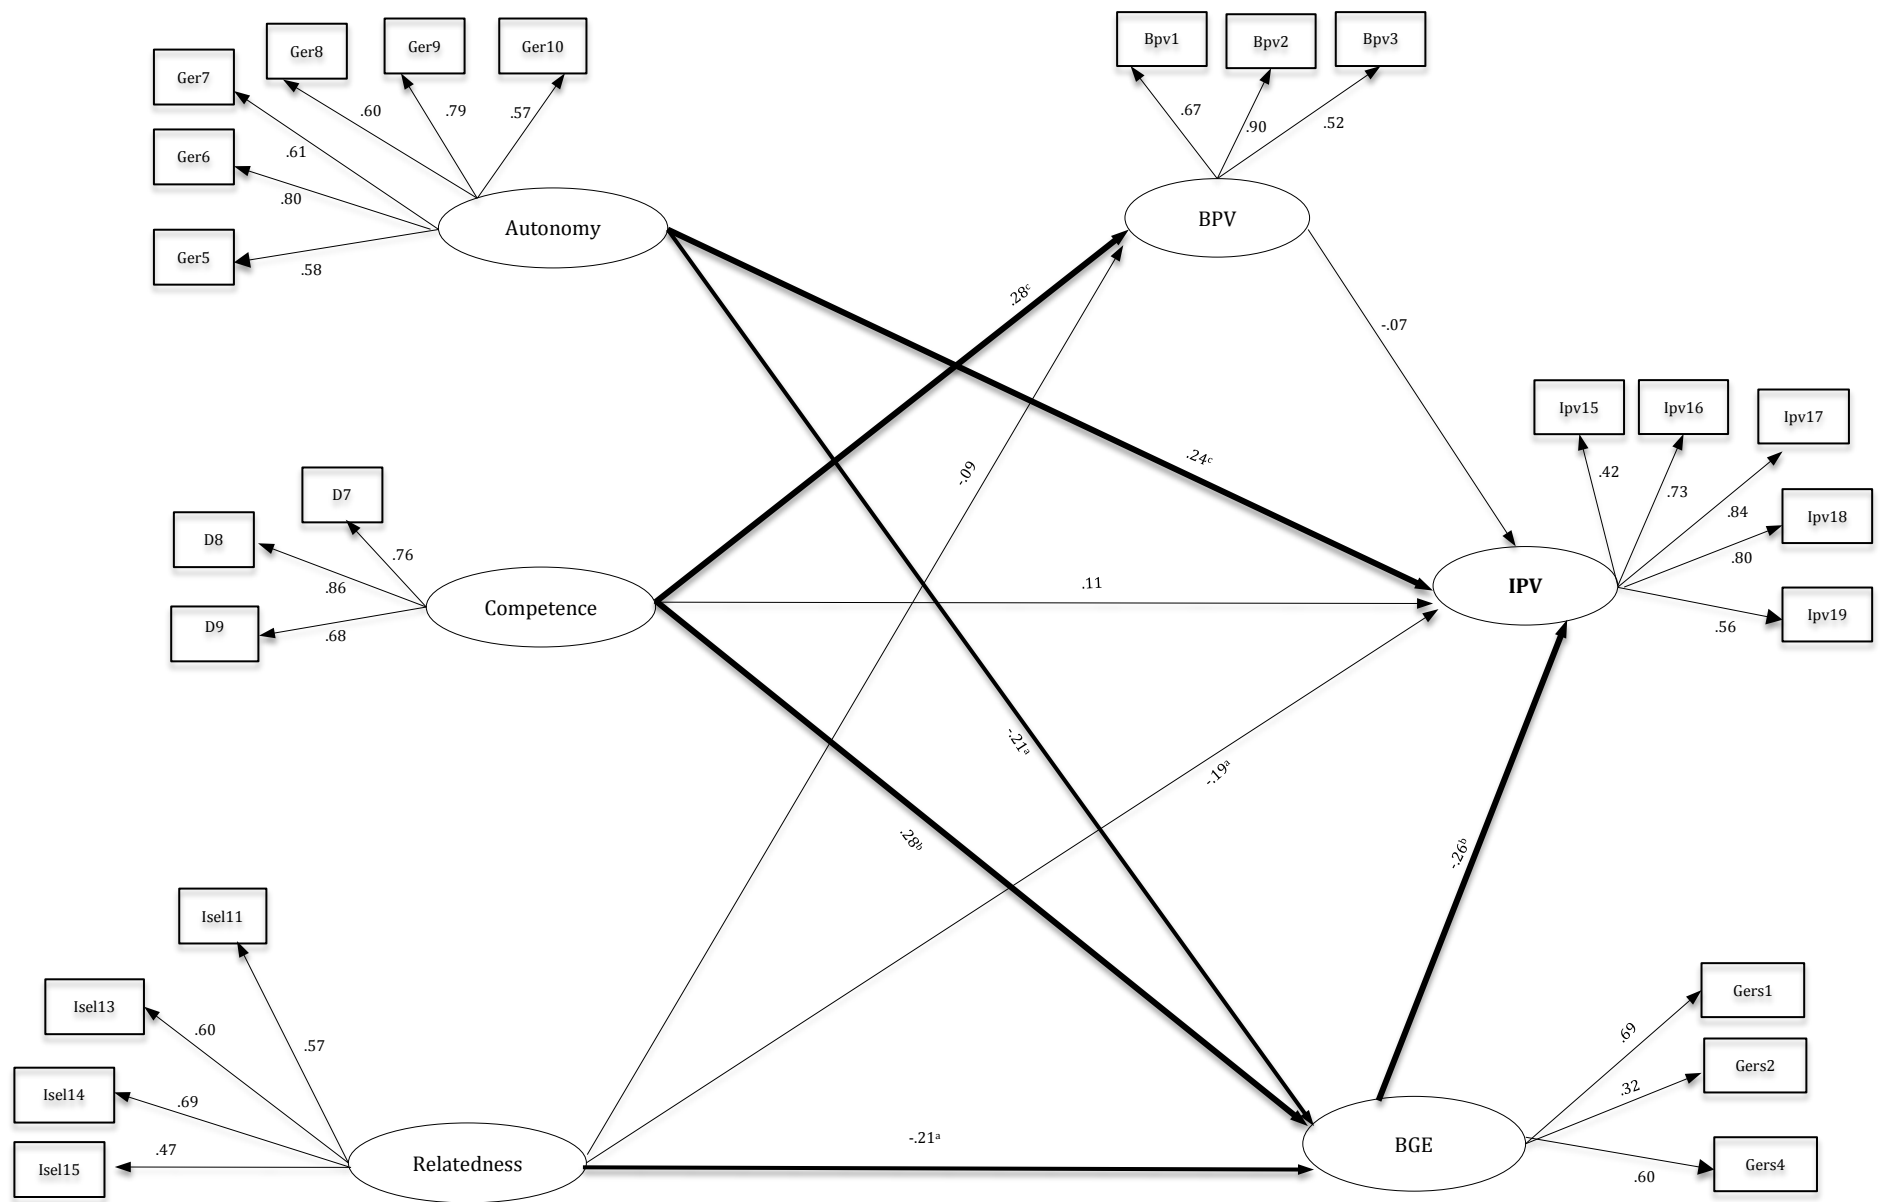 Ger7
Ger8
Ger9
Ger10
Bpv1
Bpv2
Bpv3
.60
.79
.57
.67
.90
.52
Ger6
.61
.80
Ger5
.58
Autonomy
BPV
.28ᶜ
-.07
Ipv15
Ipv16
Ipv17
.42
.73
.84
Ipv18
.80
Ipv19
.56
.24ᶜ
-.09
D7
D8
.76
.86
D9
.68
Competence
.11
IPV
-.21ᵃ
-.19ᵃ
.28ᵇ
-.26ᵇ
Isel11
Isel13
.60
.57
Isel14
.69
Isel15
.47
Relatedness
-.21ᵃ
BGE
Gers1
.69
Gers2
.32
Gers4
.60